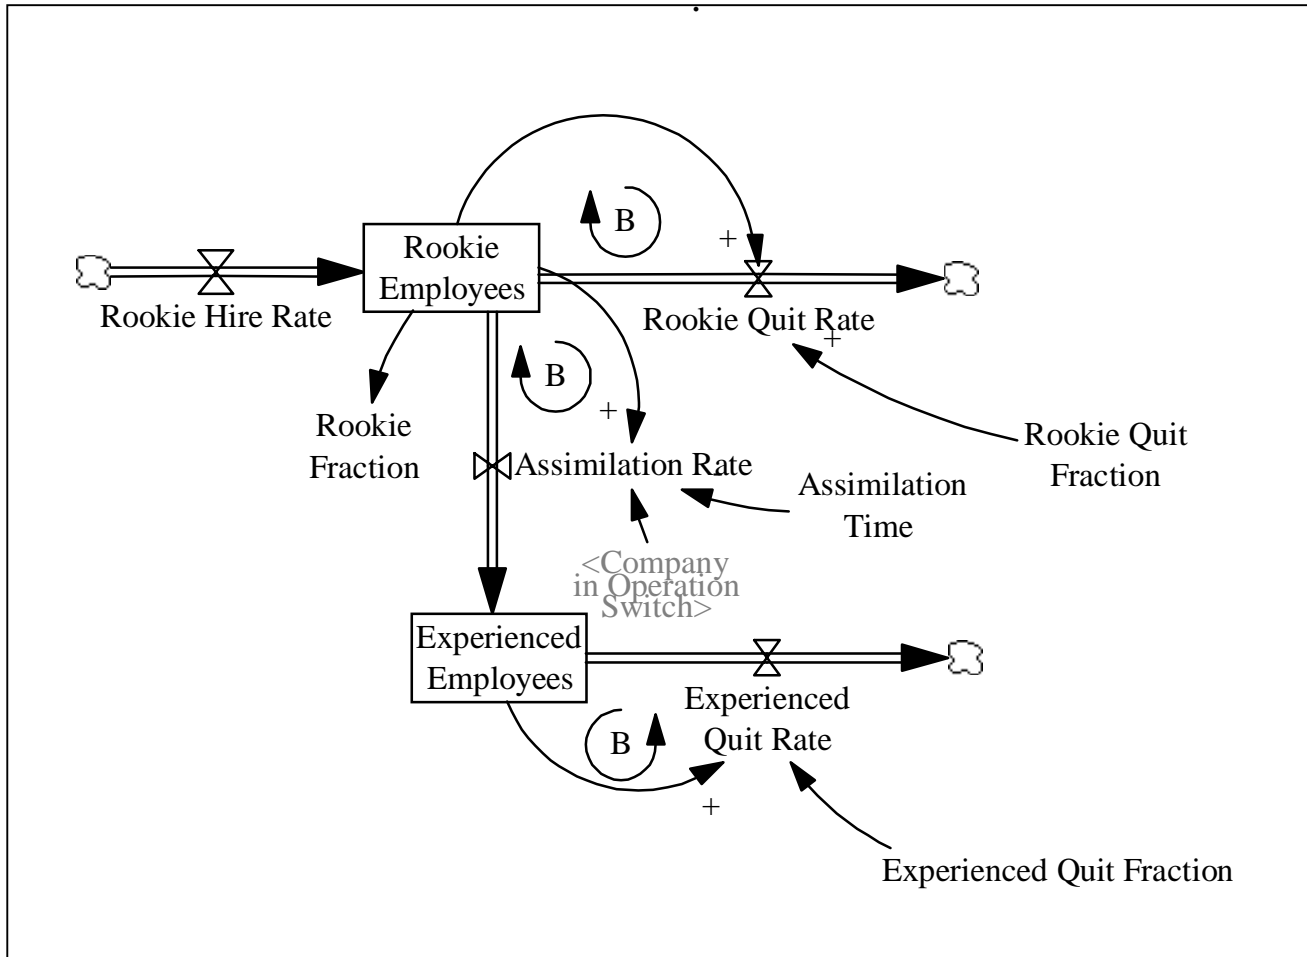 B
+
Rookie
Employees
Rookie Hire Rate
Rookie Quit Rate
+
B
+
Rookie
Fraction
Assimilation Rate
-
Rookie Quit
Fraction
Assimilation
Time
<Company
in Operation
Switch>
Experienced
Employees
Experienced
Quit Rate
B
+
Experienced Quit Fraction